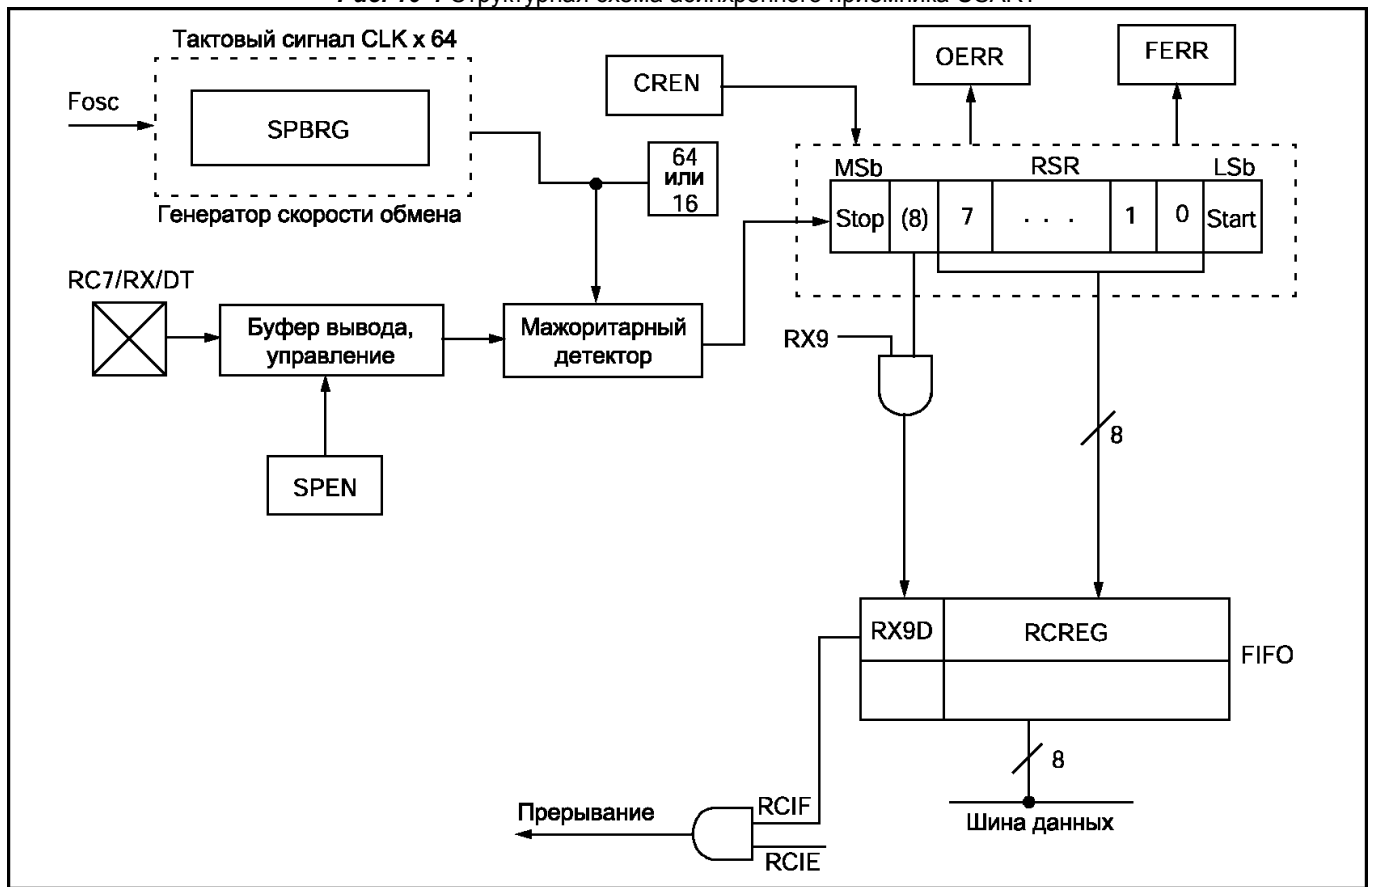 Тактовый сигнал CLK x 64
OERR
FERR
CREN
Fosc
SPBRG
64
или
16
MSb
RSR
LSb
Stop
(8)
7
. . .
1
0
Start
Генератор скорости обмена
RC7/RX/DT
Буфер вывода,
управление
Мажоритарный
детектор
RX9
8
SPEN
RX9D
RCREG
FIFO
8
Прерывание
RCIF
RCIE
Шина данных